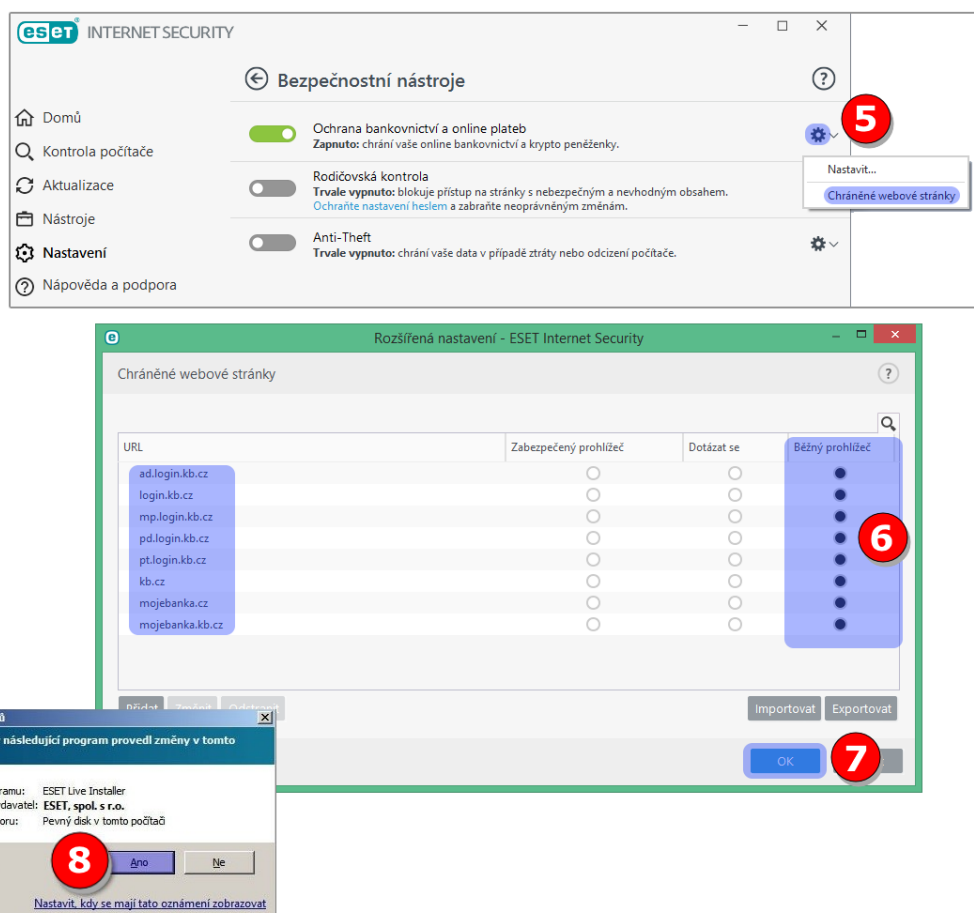 eset INTERNET SECURITY
Bezpečnostní nástroje
?
Domů
Kontrola počítače
Aktualizace
Nástroje
Nastavení
Nápověda a podpora
Ochrana bankovnictví a online plateb
Zapnuto: chrání vaše online bankovnictví a krypto peněženky.
Rodičovská kontrola
Trvale vypnuto: blokuje přístup na stránky s nebezpečným a nevhodným obsahem.
Ochraňte nastavení heslem a zabraňte neoprávněným změnám.
Anti-Theft
Trvale vypnuto: chrání vaše data v případě ztráty nebo odcizení počítače.
5
Nastavit...
Chráněné webové stránky
e Rozšířená nastavení - ESET Internet Security
Chráněné webové stránky
?
URL Zabezpečený prohlížeč Dotázat se Běžný prohlížeč
ad.login.kb.cz
login.kb.cz
mp.login.kb.cz
pd.login.kb.cz
pt.login.kb.cz
kb.cz
mojebanka.cz
mojebanka.kb.cz
6
Přidat Změnit Odstranit Importovat Exportovat
OK
7
ů
následující program provedl změny v tomto
ramu: ESET Live Installer
davatel: ESET, spol. s r.o.
oru: Pevný disk v tomto počítači
8
Ano Ne
Nastavit, kdy se mají tato oznámení zobrazovat